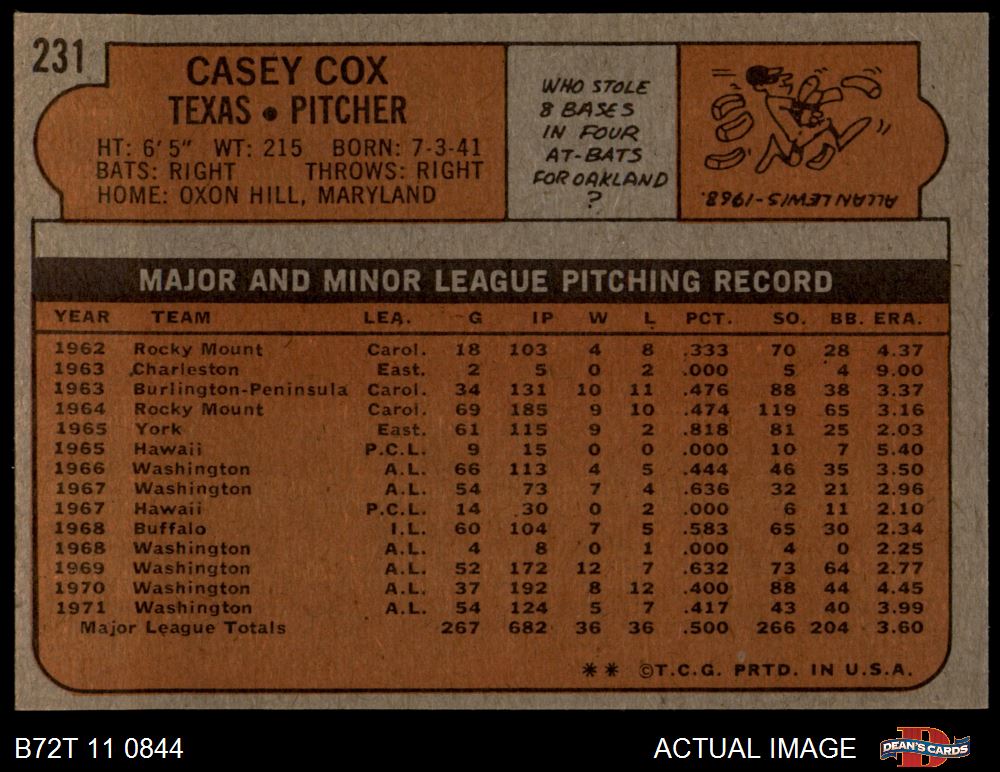 231
CASEY COX
TEXAS • PITCHER
HT: 6'5" WT: 215 BORN: 7-3-41
BATS: RIGHT THROWS: RIGHT
HOME: OXON HILL, MARYLAND
WHO STOLE
8 BASES
IN FOUR
AT-BATS
FOR OAKLAND
?
ALLAN LEWIS-1968.
MAJOR AND MINOR LEAGUE PITCHING RECORD
YEAR TEAM LEA. G IP W L PCT. SO. BB. ERA.
1962 Rocky Mount Carol. 18 103 4 8 .333 70 28 4.37
1963 Charleston East. 2 5 0 2 .000 5 4 9.00
1963 Burlington-Peninsula Carol. 34 131 10 11 .476 88 38 3.37
1964 Rocky Mount Carol. 69 185 9 10 .474 119 65 3.16
1965 York East. 61 115 9 2 .818 81 25 2.03
1965 Hawaii P.C.L. 9 15 0 0 .000 10 7 5.40
1966 Washington A.L. 66 113 4 5 .444 46 35 3.50
1967 Washington A.L. 54 73 7 4 .636 32 21 2.96
1967 Hawaii P.C.L. 14 30 0 2 .000 6 11 2.10
1968 Buffalo I.L. 60 104 7 5 .583 65 30 2.34
1968 Washington A.L. 4 8 0 1 .000 4 0 2.25
1969 Washington A.L. 52 172 12 7 .632 73 64 2.77
1970 Washington A.L. 37 192 8 12 .400 88 44 4.45
1971 Washington A.L. 54 124 5 7 .417 43 40 3.99
Major League Totals 267 682 36 36 .500 266 204 3.60
** ©T.C.G. PRTD. IN U.S.A.
B72T 11 0844
ACTUAL IMAGE
DEAN'S CARDS